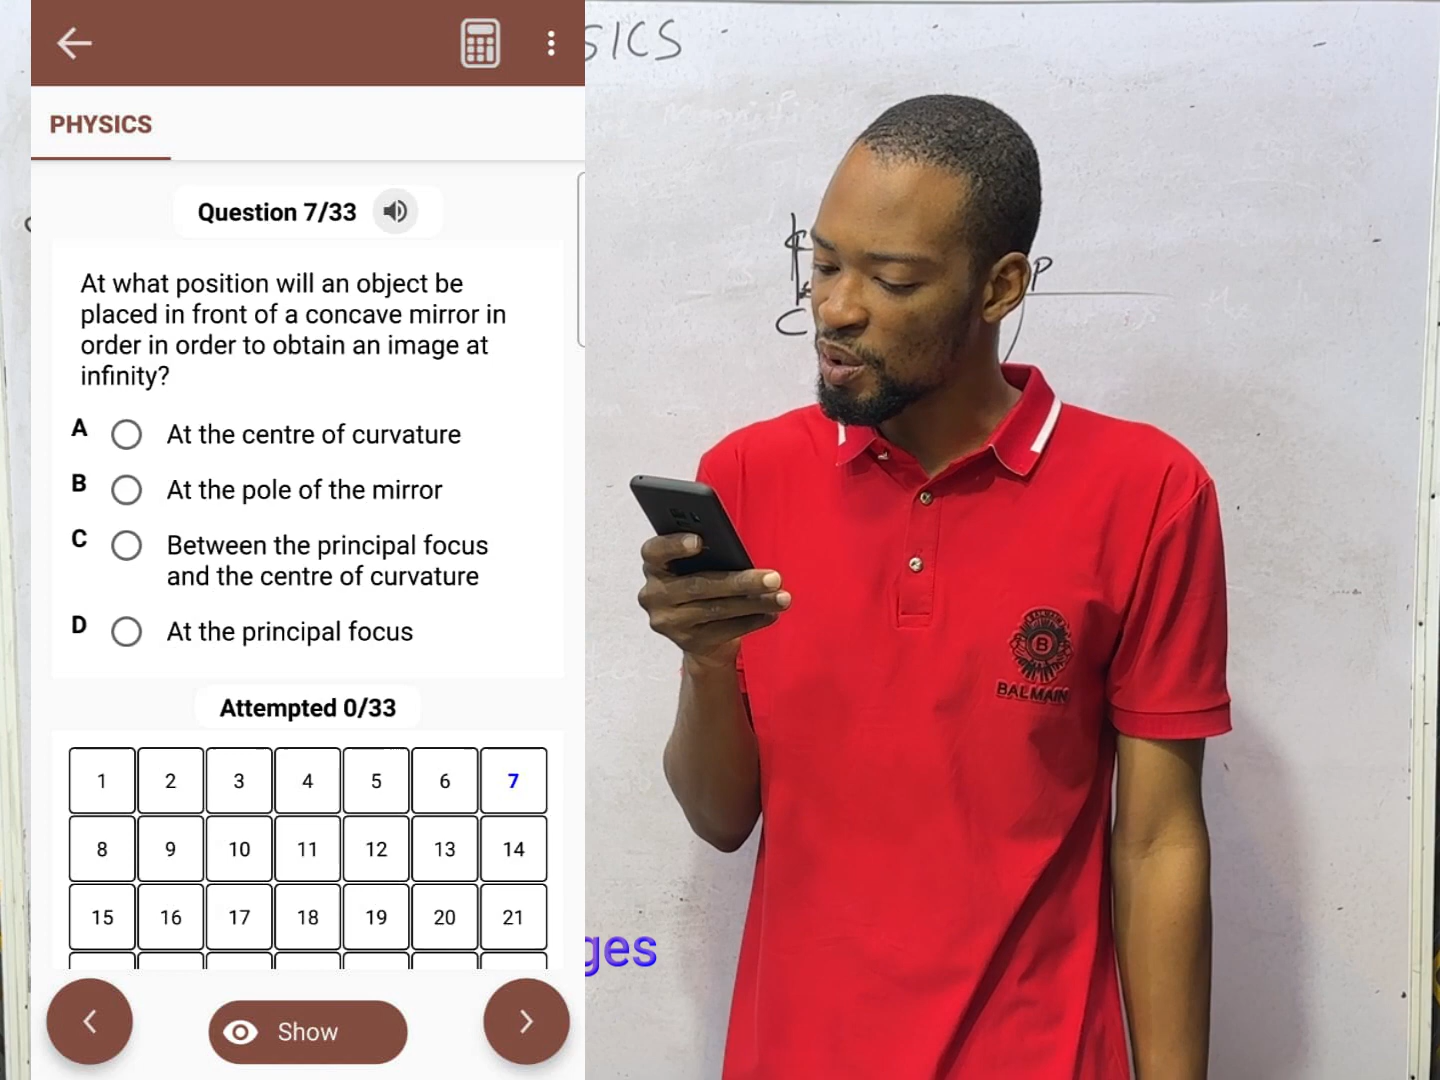 PHYSICS
Question 7/33
At what position will an object be
placed in front of a concave mirror in
order in order to obtain an image at
infinity?
A At the centre of curvature
B At the pole of the mirror
C Between the principal focus
and the centre of curvature
D At the principal focus
Attempted 0/33
1 2 3 4 5 6 7
8 9 10 11 12 13 14
15 16 17 18 19 20 21
Show
SICS
P
C
B
BALMAIN
ges